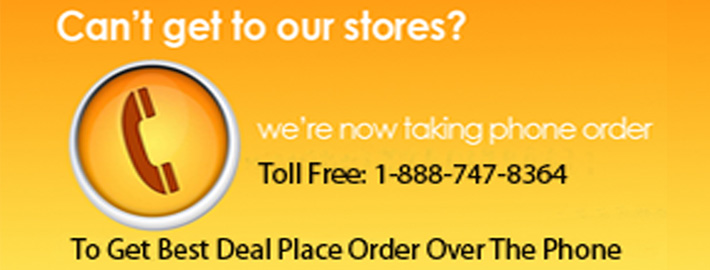 Can't get to our stores?
we're now taking phone order
Toll Free: 1-888-747-8364
To Get Best Deal Place Order Over The Phone